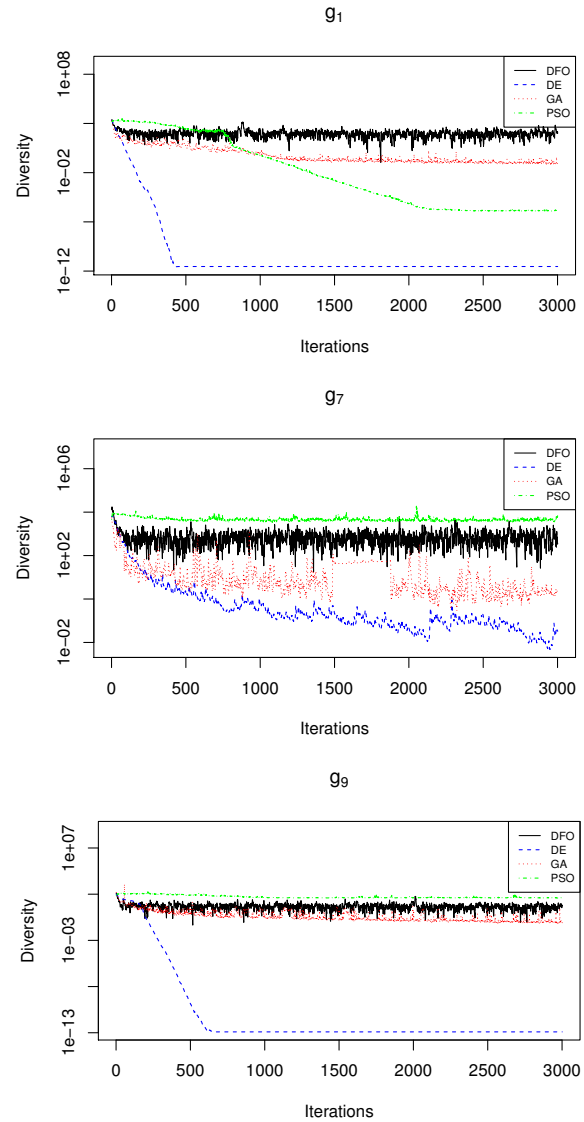 g1
1e+08
1e−02
1e−12
Diversity
DFO
DE
GA
PSO
0 500 1000 1500 2000 2500 3000
Iterations
g7
1e+06
1e+02
1e−02
Diversity
DFO
DE
GA
PSO
0 500 1000 1500 2000 2500 3000
Iterations
g9
1e+07
1e−03
1e−13
Diversity
DFO
DE
GA
PSO
0 500 1000 1500 2000 2500 3000
Iterations